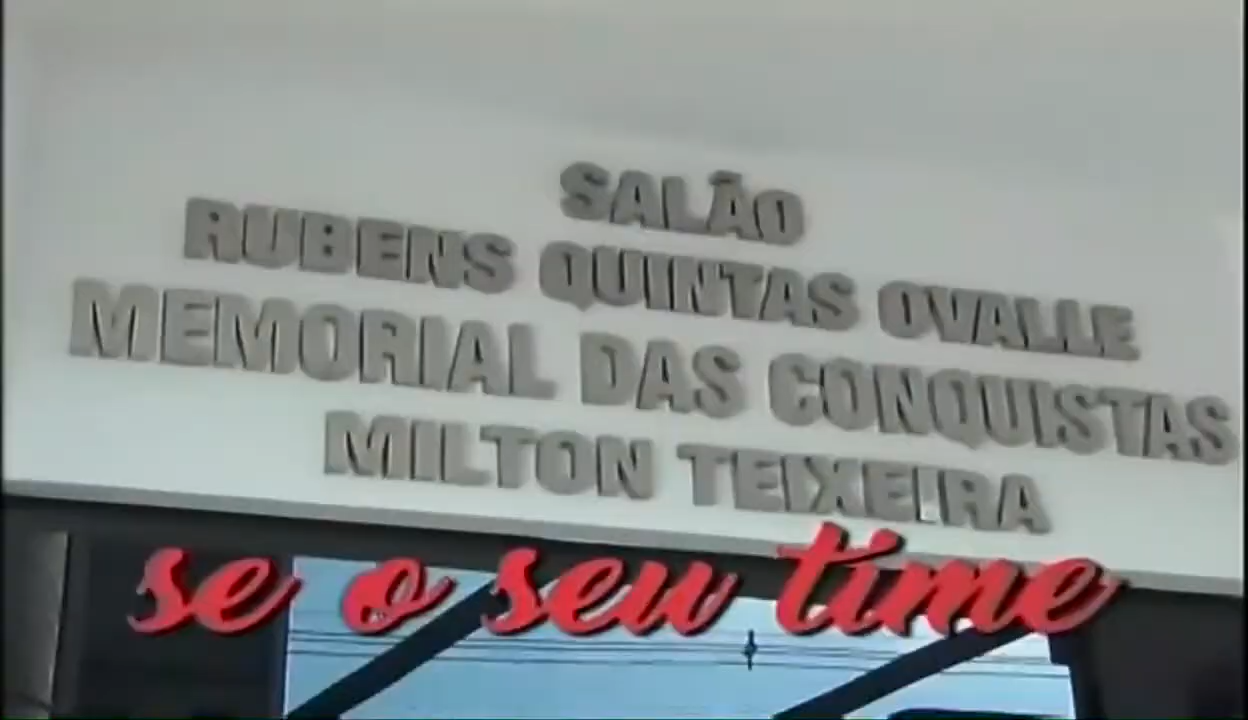 SALÃO
RUBENS QUINTAS OVALLE
MEMORIAL DAS CONQUISTAS
MILTON TEIXEIRA
se o seu time